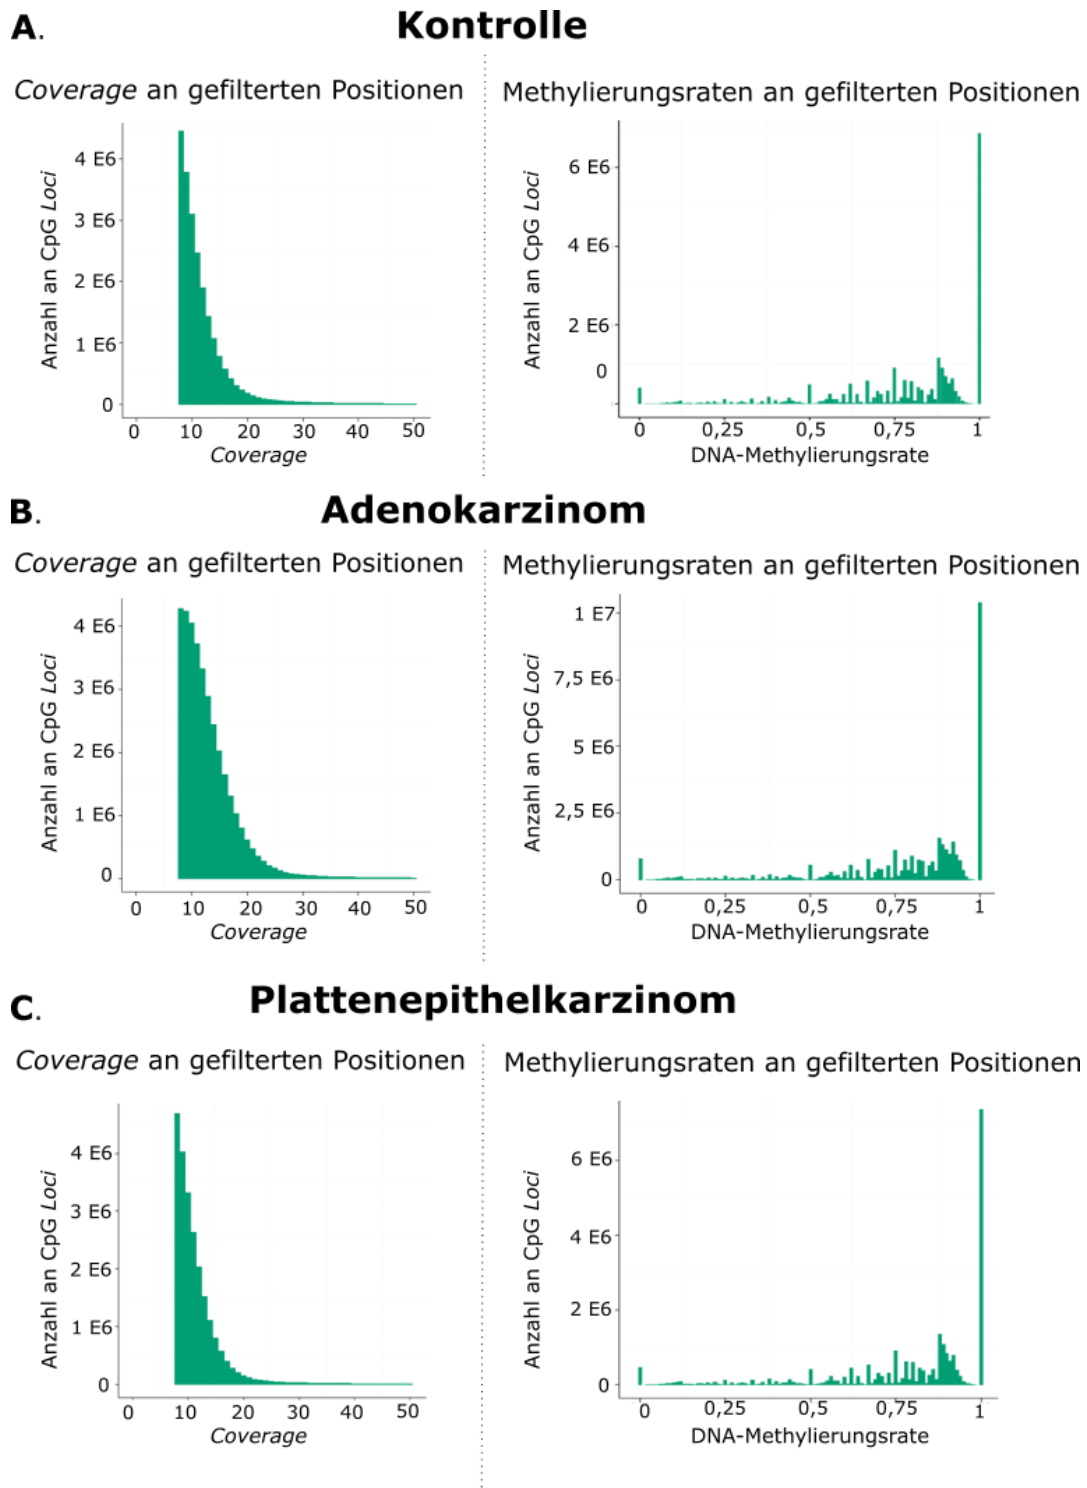 A.
Kontrolle
Coverage an gefilterten Positionen
Anzahl an CpG Loci
4 E6
3 E6
2 E6
1 E6
0
0 10 20 30 40 50
Coverage
Methylierungsraten an gefilterten Positionen
Anzahl an CpG Loci
6 E6
4 E6
2 E6
0
0 0,25 0,5 0,75 1
DNA-Methylierungsrate
B.
Adenokarzinom
Coverage an gefilterten Positionen
Anzahl an CpG Loci
4 E6
3 E6
2 E6
1 E6
0
0 10 20 30 40 50
Coverage
Methylierungsraten an gefilterten Positionen
Anzahl an CpG Loci
1 E7
7,5 E6
5 E6
2,5 E6
0
0 0,25 0,5 0,75 1
DNA-Methylierungsrate
C.
Plattenepithelkarzinom
Coverage an gefilterten Positionen
Anzahl an CpG Loci
4 E6
3 E6
2 E6
1 E6
0
0 10 20 30 40 50
Coverage
Methylierungsraten an gefilterten Positionen
Anzahl an CpG Loci
6 E6
4 E6
2 E6
0
0 0,25 0,5 0,75 1
DNA-Methylierungsrate